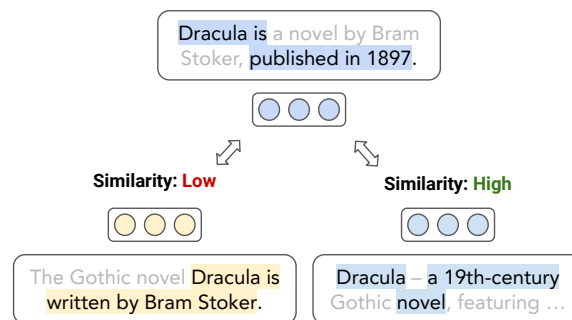 Dracula is a novel by Bram
Stoker, published in 1897.
Similarity: Low
Similarity: High
The Gothic novel Dracula is
written by Bram Stoker.
Dracula – a 19th-century
Gothic novel, featuring ...